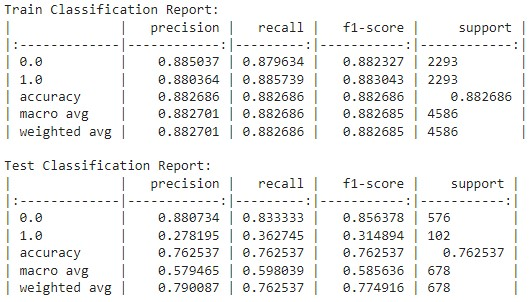 Train Classification Report:
|              |   precision |   recall |   f1-score |     support |
|:-------------|------------:|---------:|-----------:|------------:|
| 0.0          |    0.885037 | 0.879634 |   0.882327 | 2293        |
| 1.0          |    0.880364 | 0.885739 |   0.883043 | 2293        |
| accuracy     |    0.882686 | 0.882686 |   0.882686 |    0.882686 |
| macro avg    |    0.882701 | 0.882686 |   0.882685 | 4586        |
| weighted avg |    0.882701 | 0.882686 |   0.882685 | 4586        |
Test Classification Report:
|              |   precision |   recall |   f1-score |    support |
|:-------------|------------:|---------:|-----------:|-----------:|
| 0.0          |    0.880734 | 0.833333 |   0.856378 | 576        |
| 1.0          |    0.278195 | 0.362745 |   0.314894 | 102        |
| accuracy     |    0.762537 | 0.762537 |   0.762537 |   0.762537 |
| macro avg    |    0.579465 | 0.598039 |   0.585636 | 678        |
| weighted avg |    0.790087 | 0.762537 |   0.774916 | 678        |